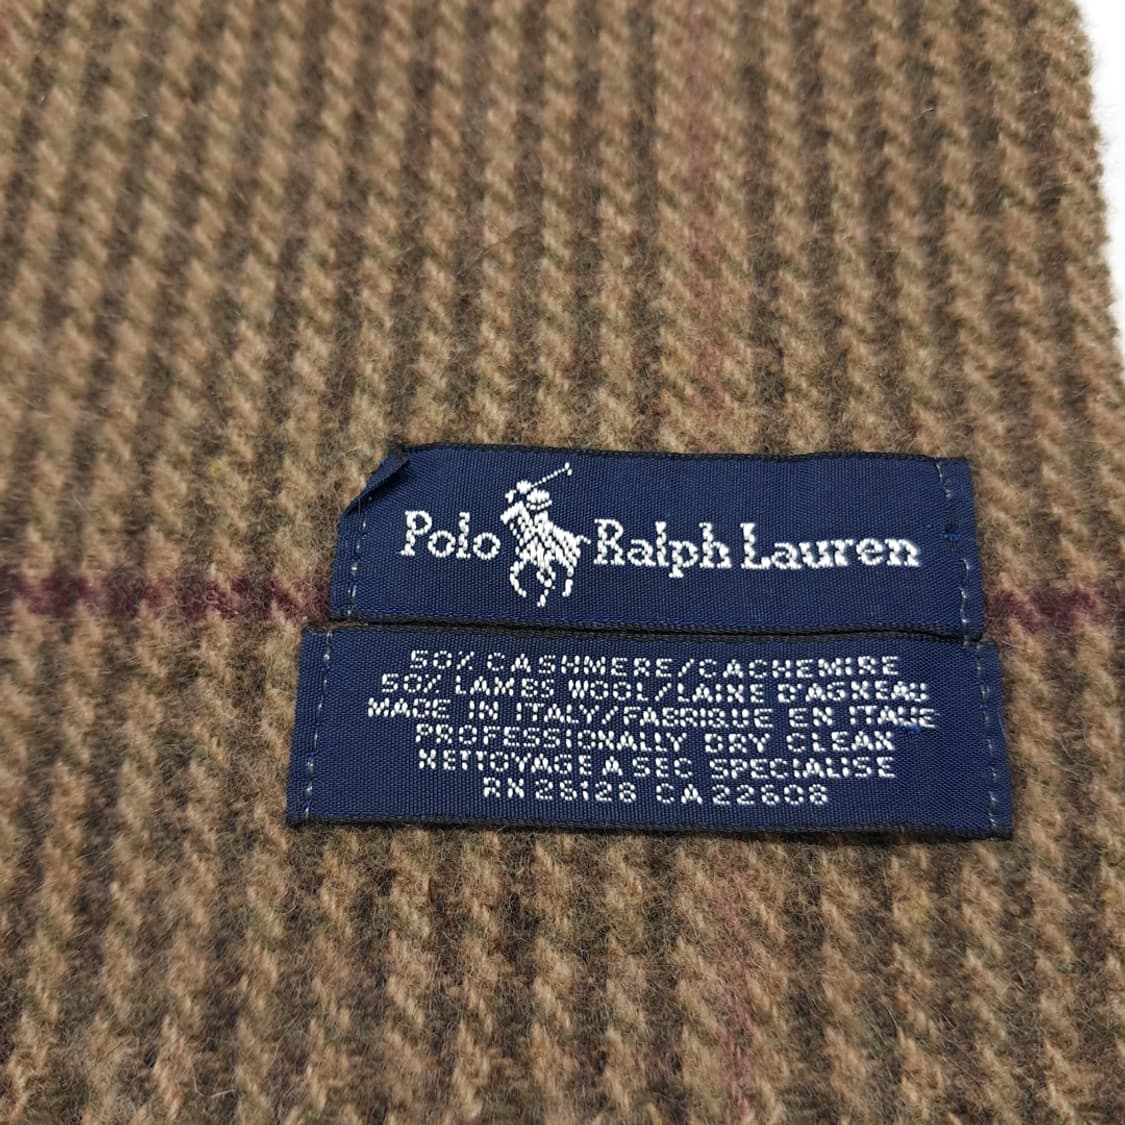 Polo Ralph Lauren
50% CASHMERE/CACHEMIRE
50% LAMBS WOOL/LAINE D'AGNEAU
MADE IN ITALY/FABRIQUE EN ITALIE
PROFESSIONALLY DRY CLEAN
NETTOYAGE A SEC SPECIALISE
RN 26128 CA 22608